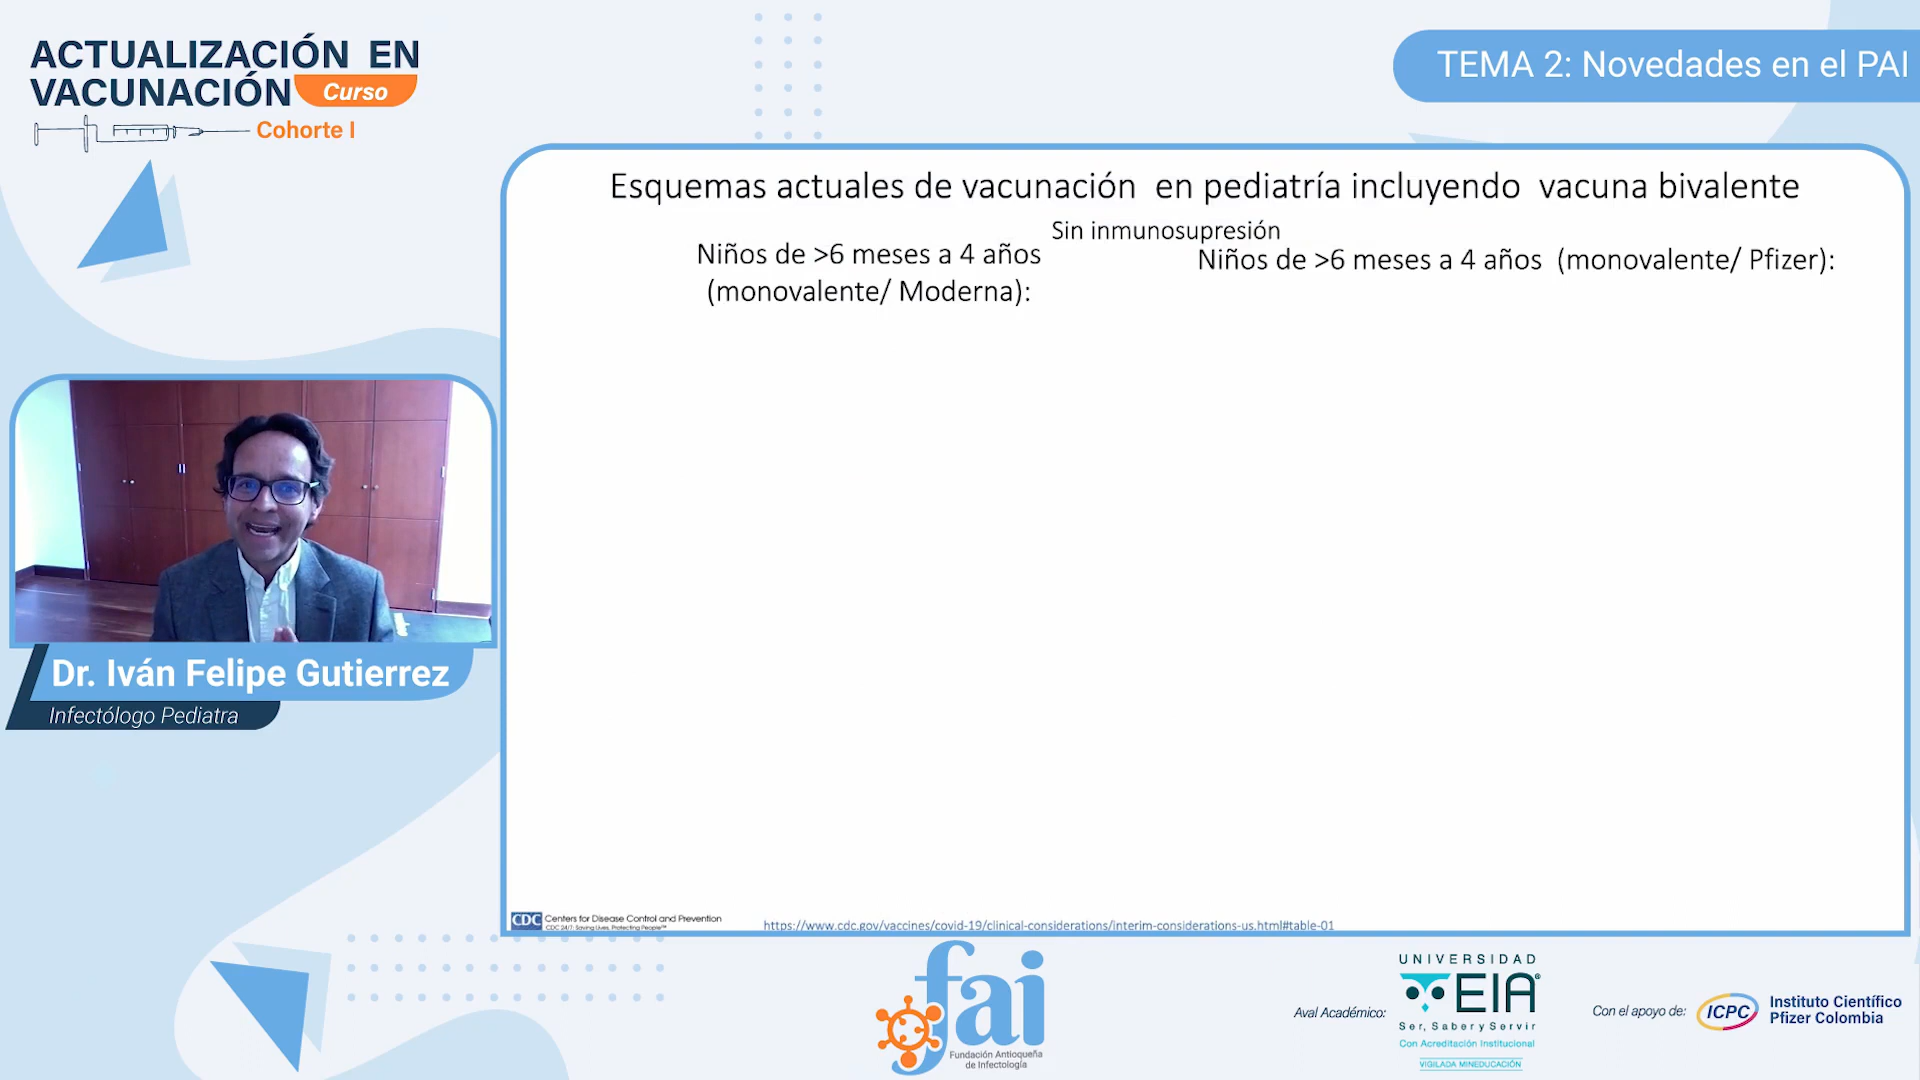 ACTUALIZACIÓN EN
VACUNACIÓN Curso
Cohorte I
TEMA 2: Novedades en el PAI
Esquemas actuales de vacunación en pediatría incluyendo vacuna bivalente
Sin inmunosupresión
Niños de >6 meses a 4 años
(monovalente/ Moderna):
Niños de >6 meses a 4 años (monovalente/ Pfizer):
Dr. Iván Felipe Gutierrez
Infectólogo Pediatra
CDC Centers for Disease Control and Prevention
CDC 24/7: Saving Lives, Protecting People™
https://www.cdc.gov/vaccines/covid-19/clinical-considerations/interim-considerations-us.html#table-01
fai
Fundación Antioqueña
de Infectología
Aval Académico:
UNIVERSIDAD
EIA®
Ser, Saber y Servir
Con Acreditación Institucional
VIGILADA MINEDUCACIÓN
Con el apoyo de:
ICPC
Instituto Científico
Pfizer Colombia